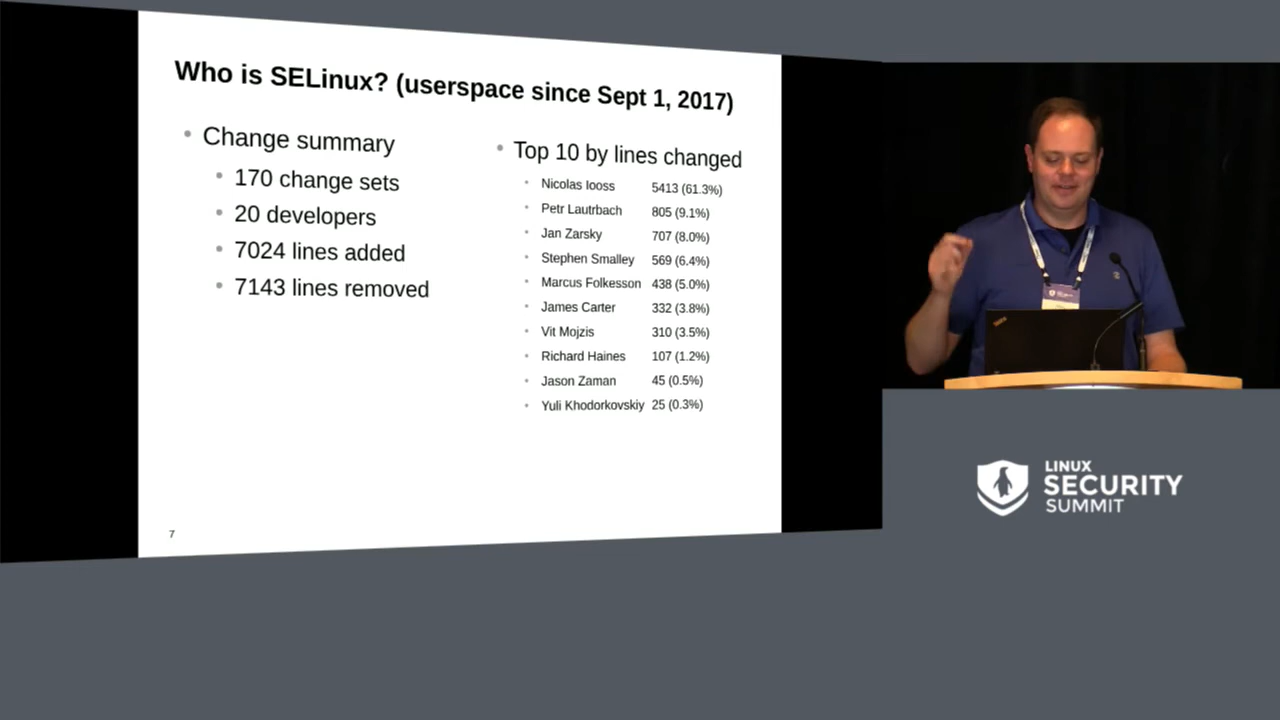 Who is SELinux? (userspace since Sept 1, 2017)
Change summary
170 change sets
20 developers
7024 lines added
7143 lines removed
Top 10 by lines changed
Nicolas Iooss 5413 (61.3%)
Petr Lautrbach 805 (9.1%)
Jan Zarsky 707 (8.0%)
Stephen Smalley 569 (6.4%)
Marcus Folkesson 438 (5.0%)
James Carter 332 (3.8%)
Vit Mojzis 310 (3.5%)
Richard Haines 107 (1.2%)
Jason Zaman 45 (0.5%)
Yuli Khodorkovskiy 25 (0.3%)
7
LINUX
SECURITY
SUMMIT